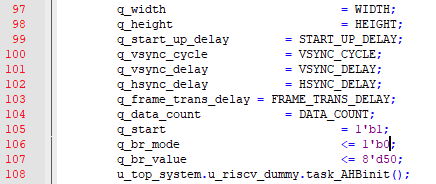 97 q_width = WIDTH;
98 q_height = HEIGHT;
99 q_start_up_delay = START_UP_DELAY;
100 q_vsync_cycle = VSYNC_CYCLE;
101 q_vsync_delay = VSYNC_DELAY;
102 q_hsync_delay = HSYNC_DELAY;
103 q_frame_trans_delay = FRAME_TRANS_DELAY;
104 q_data_count = DATA_COUNT;
105 q_start = 1'b1;
106 q_br_mode <= 1'b0;
107 q_br_value <= 8'd50;
108 u_top_system.u_riscv_dummy.task_AHBinit();